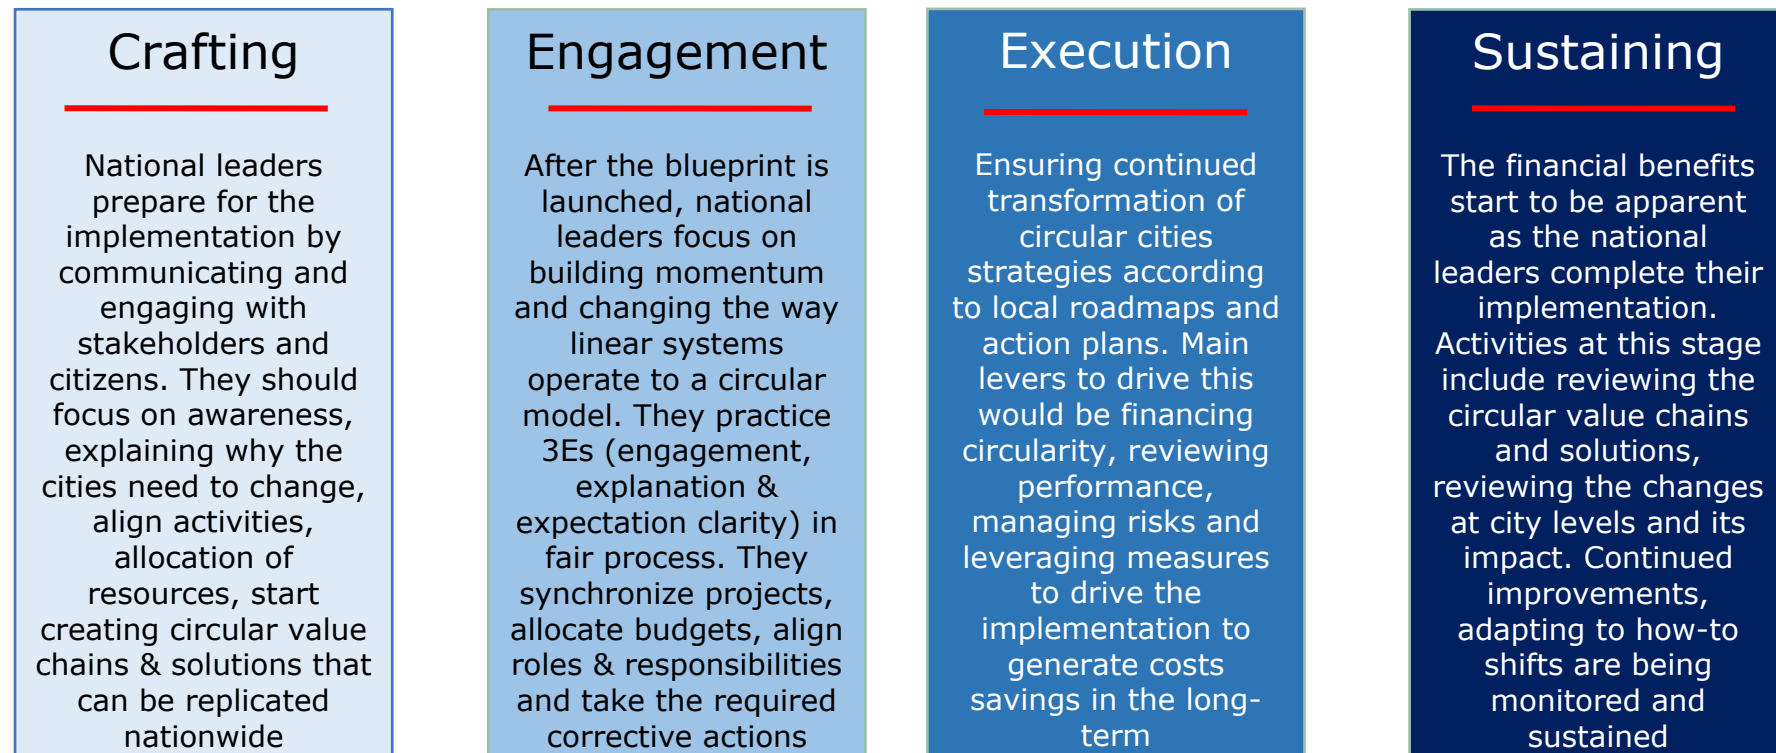 Crafting
National leaders
prepare for the
implementation by
communicating and
engaging with
stakeholders and
citizens. They should
focus on awareness,
explaining why the
cities need to change,
align activities,
allocation of
resources, start
creating circular value
chains & solutions that
can be replicated
nationwide
Engagement
After the blueprint is
launched, national
leaders focus on
building momentum
and changing the way
linear systems
operate to a circular
model. They practice
3Es (engagement,
explanation &
expectation clarity) in
fair process. They
synchronize projects,
allocate budgets, align
roles & responsibilities
and take the required
corrective actions
Execution
Ensuring continued
transformation of
circular cities
strategies according
to local roadmaps and
action plans. Main
levers to drive this
would be financing
circularity, reviewing
performance,
managing risks and
leveraging measures
to drive the
implementation to
generate costs
savings in the long-
term
Sustaining
The financial benefits
start to be apparent
as the national
leaders complete their
implementation.
Activities at this stage
include reviewing the
circular value chains
and solutions,
reviewing the changes
at city levels and its
impact. Continued
improvements,
adapting to how-to
shifts are being
monitored and
sustained